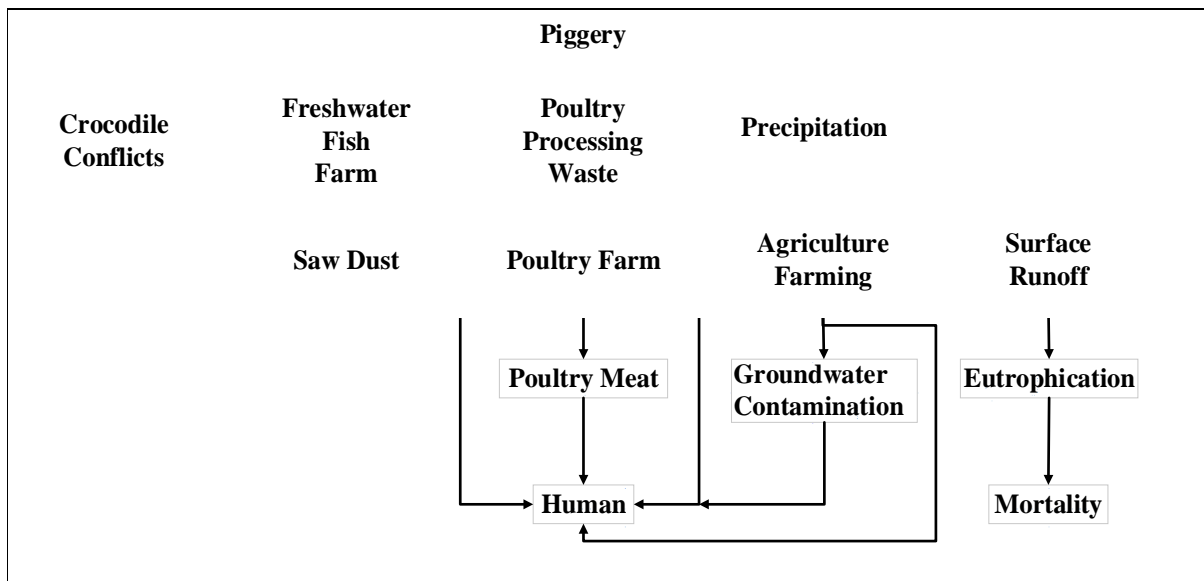 Piggery
Crocodile
Conflicts
Freshwater
Fish
Farm
Poultry
Processing
Waste
Precipitation
Saw Dust
Poultry Farm
Agriculture
Farming
Surface
Runoff
Poultry Meat
Groundwater
Contamination
Eutrophication
Human
Mortality